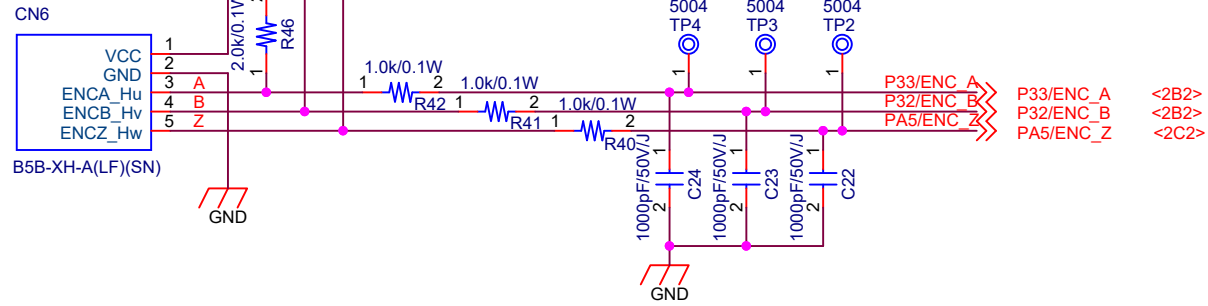 CN6
VCC
GND
ENCA_Hu
ENCB_Hv
ENCZ_Hw
1
2
3
4
5
A
B
Z
B5B-XH-A(LF)(SN)
GND
2.0k/0.1W
2
R46
1
1.0k/0.1W
1
2
R42
1.0k/0.1W
1
2
R41
1.0k/0.1W
1
2
R40
5004
TP4
1
5004
TP3
1
5004
TP2
1
1000pF/50V/J
1
2
C24
1000pF/50V/J
1
2
C23
1000pF/50V/J
1
2
C22
GND
P33/ENC_A
P32/ENC_B
PA5/ENC_Z
P33/ENC_A <2B2>
P32/ENC_B <2B2>
PA5/ENC_Z <2C2>